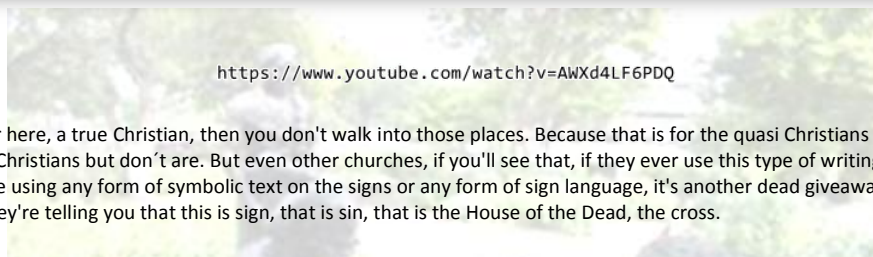 https://www.youtube.com/watch?v=AWXd4LF6PDQ
here, a true Christian, then you don't walk into those places. Because that is for the quasi Christians
Christians but don´t are. But even other churches, if you'll see that, if they ever use this type of writing
using any form of symbolic text on the signs or any form of sign language, it's another dead
they're telling you that this is sign, that is sin, that is the House of the Dead, the cross.